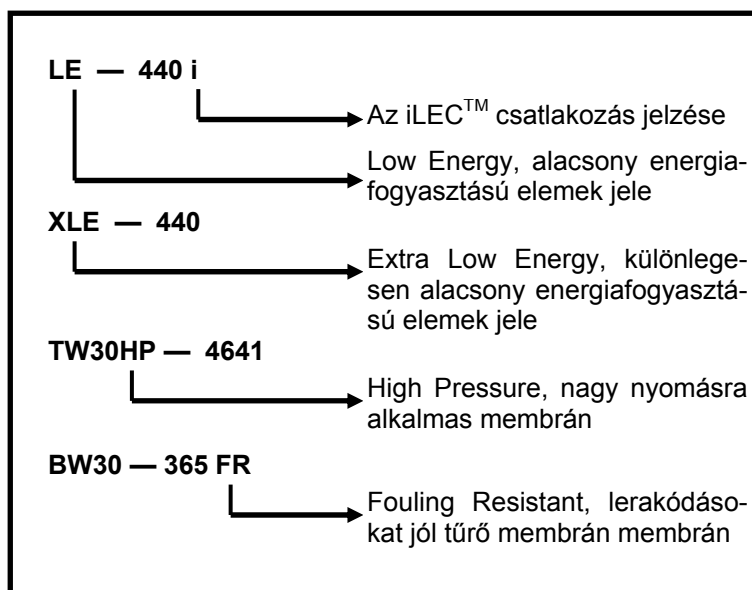 LE — 440 i
Az iLEC™ csatlakozás jelzése
Low Energy, alacsony energia-
fogyasztású elemek jele
XLE — 440
Extra Low Energy, különlege-
sen alacsony energiafogyasztá-
sú elemek jele
TW30HP — 4641
High Pressure, nagy nyomásra
alkalmas membrán
BW30 — 365 FR
Fouling Resistant, lerakódáso-
kat jól tűrő membrán membrán